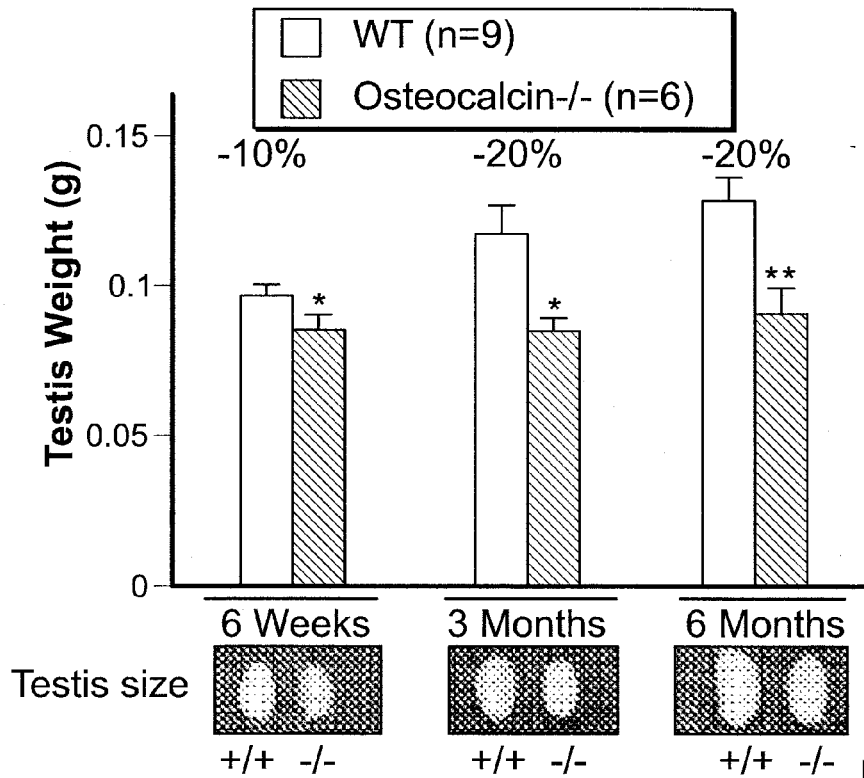 WT (n=9)
Osteocalcin-/- (n=6)
Testis Weight (g)
0.15
0.1
0.05
0
-10%
-20%
-20%
*
*
**
6 Weeks
3 Months
6 Months
Testis size
+/+ -/-
+/+ -/-
+/+ -/-